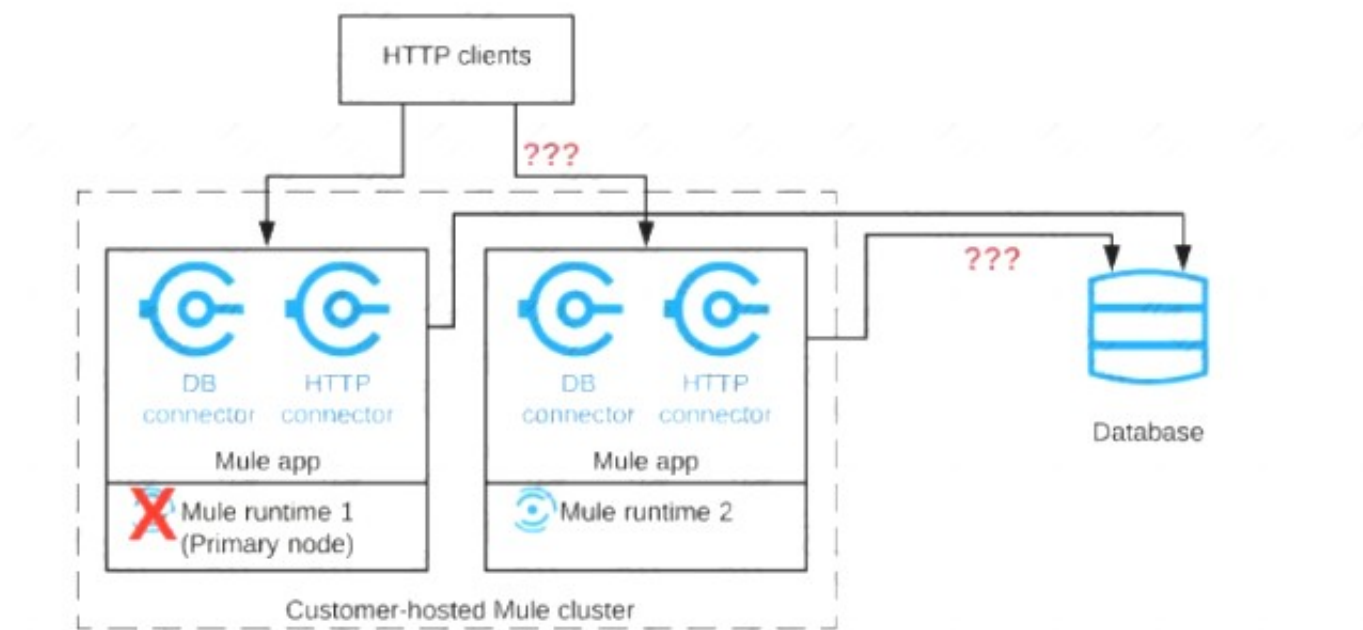 HTTP clients
???
???
DB
connector
HTTP
connector
DB
connector
HTTP
connector
Mule app
Mule app
Database
X
Mule runtime 1
(Primary node)
Mule runtime 2
Customer-hosted Mule cluster